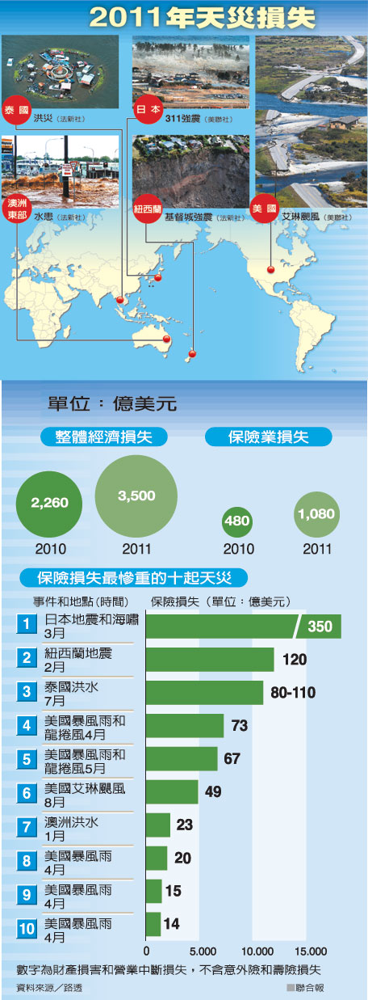 2011年天災損失
泰國
洪災（法新社）
日本
311強震（美聯社）
澳洲
東部
水患（法新社）
紐西蘭
基督城強震（法新社）
美國
艾琳颶風（美聯社）
單位：億美元
整體經濟損失
保險業損失
2,260
3,500
480
1,080
2010
2011
2010
2011
保險損失最慘重的十起天災
事件和地點(時間)
保險損失（單位：億美元）
1
日本地震和海嘯
3月
350
2
紐西蘭地震
2月
120
3
泰國洪水
7月
80-110
4
美國暴風雨和
龍捲風4月
73
5
美國暴風雨和
龍捲風5月
67
6
美國艾琳颶風
8月
49
7
澳洲洪水
1月
23
8
美國暴風雨
4月
20
9
美國暴風雨
4月
15
10
美國暴風雨
4月
14
0 5.000 10.000 15.000
數字為財產損害和營業中斷損失，不含意外險和壽險損失
資料來源／路透
聯合報